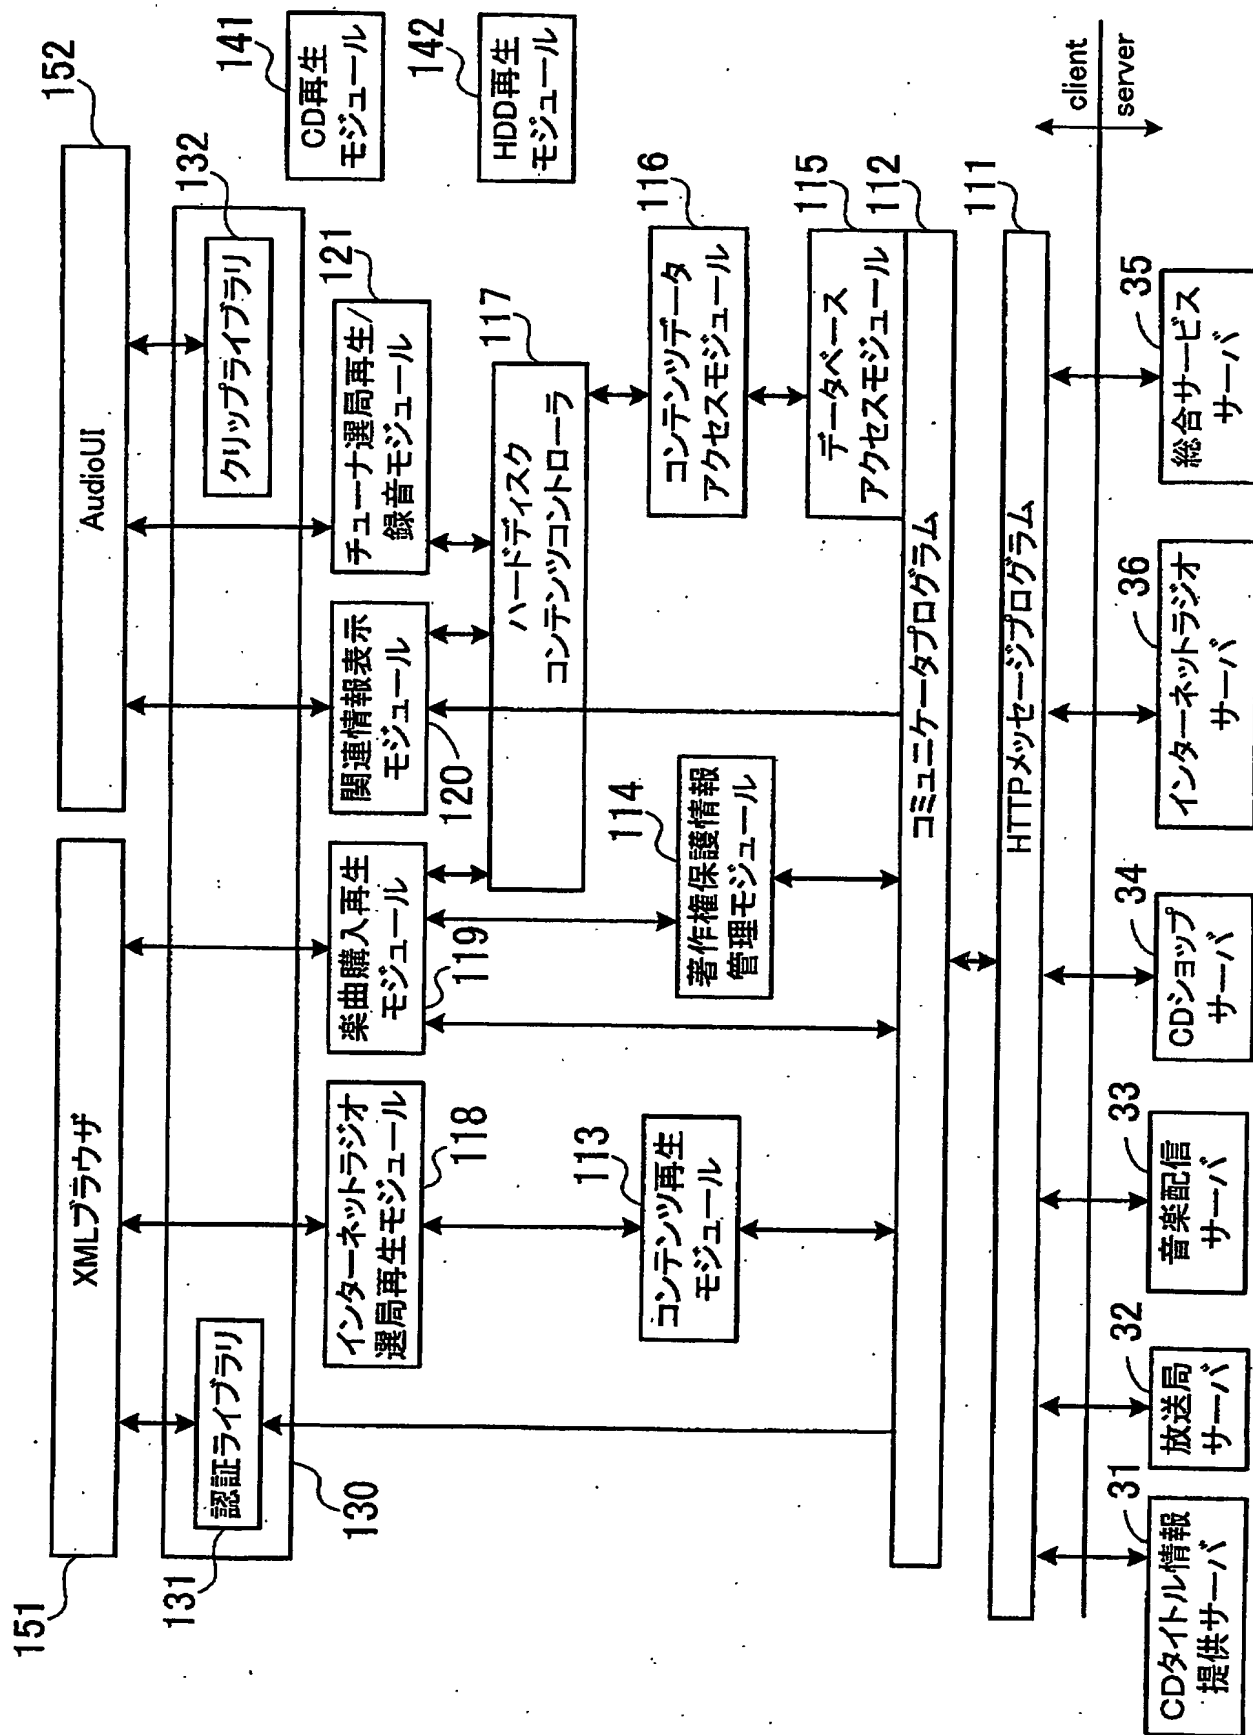 151
XMLブラウザ
AudioUI
152
131
認証ライブラリ
130
クリップライブラリ
132
CD再生
モジュール
141
インターネットラジオ
選局再生モジュール
118
楽曲購入再生
モジュール
119
関連情報表示
モジュール
120
チューナ選局再生/
録音モジュール
121
HDD再生
モジュール
142
ハードディスク
コンテンツコントローラ
117
コンテンツ再生
モジュール
113
著作権保護情報
管理モジュール
114
コンテンツデータ
アクセスモジュール
116
データベース
アクセスモジュール
115
コミュニケータプログラム
112
HTTPメッセージプログラム
111
client
server
CDタイトル情報
提供サーバ
31
放送局
サーバ
32
音楽配信
サーバ
33
CDショップ
サーバ
34
インターネットラジオ
サーバ
36
総合サービス
サーバ
35